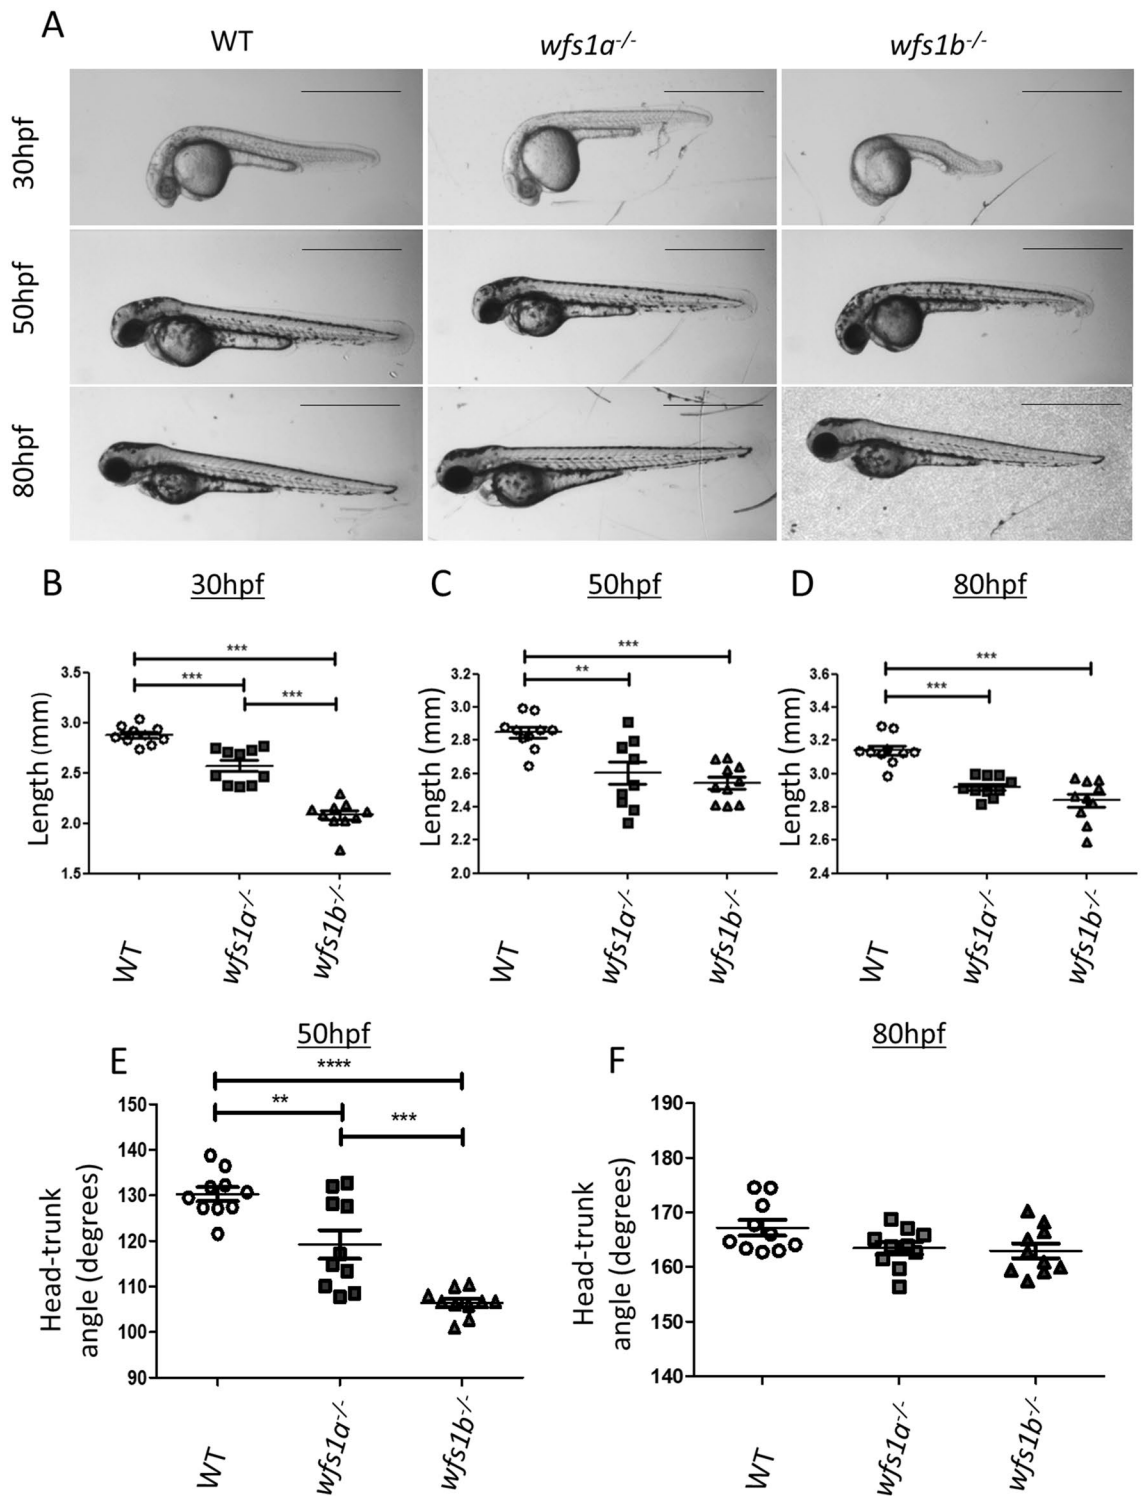 A
WT wfs1a-/- wfs1b-/-
30hpf
50hpf
80hpf
B 30hpf C 50hpf D 80hpf
***
*** ***
3.5
3.0
2.5
2.0
1.5
Length (mm)
WT wfs1a-/- wfs1b-/-
***
**
3.2
3.0
2.8
2.6
2.4
2.2
2.0
Length (mm)
WT wfs1a-/- wfs1b-/-
***
***
3.6
3.4
3.2
3.0
2.8
2.6
2.4
Length (mm)
WT wfs1a-/- wfs1b-/-
E 50hpf
****
** ***
150
140
130
120
110
100
90
Head-trunk
angle (degrees)
WT wfs1a-/- wfs1b-/-
F 80hpf
190
180
170
160
150
140
Head-trunk
angle (degrees)
WT wfs1a-/- wfs1b-/-